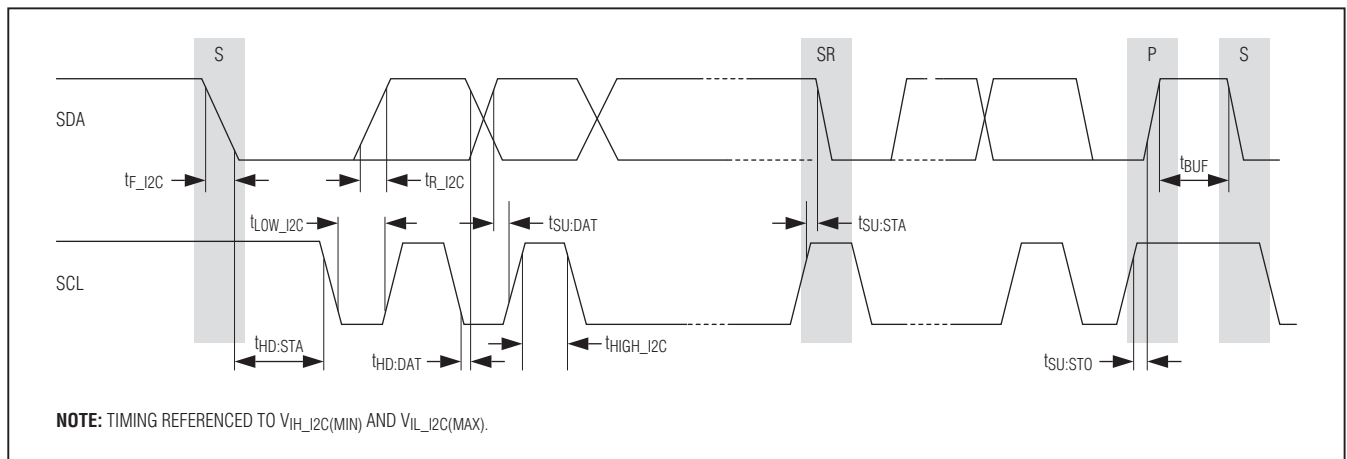 S
SR
P
S
SDA
tBUF
tF_I2C
tR_I2C
tLOW_I2C
tSU:DAT
tSU:STA
SCL
tHD:STA
tHD:DAT
tHIGH_I2C
tSU:STO
NOTE: TIMING REFERENCED TO VIH_I2C(MIN) AND VIL_I2C(MAX).